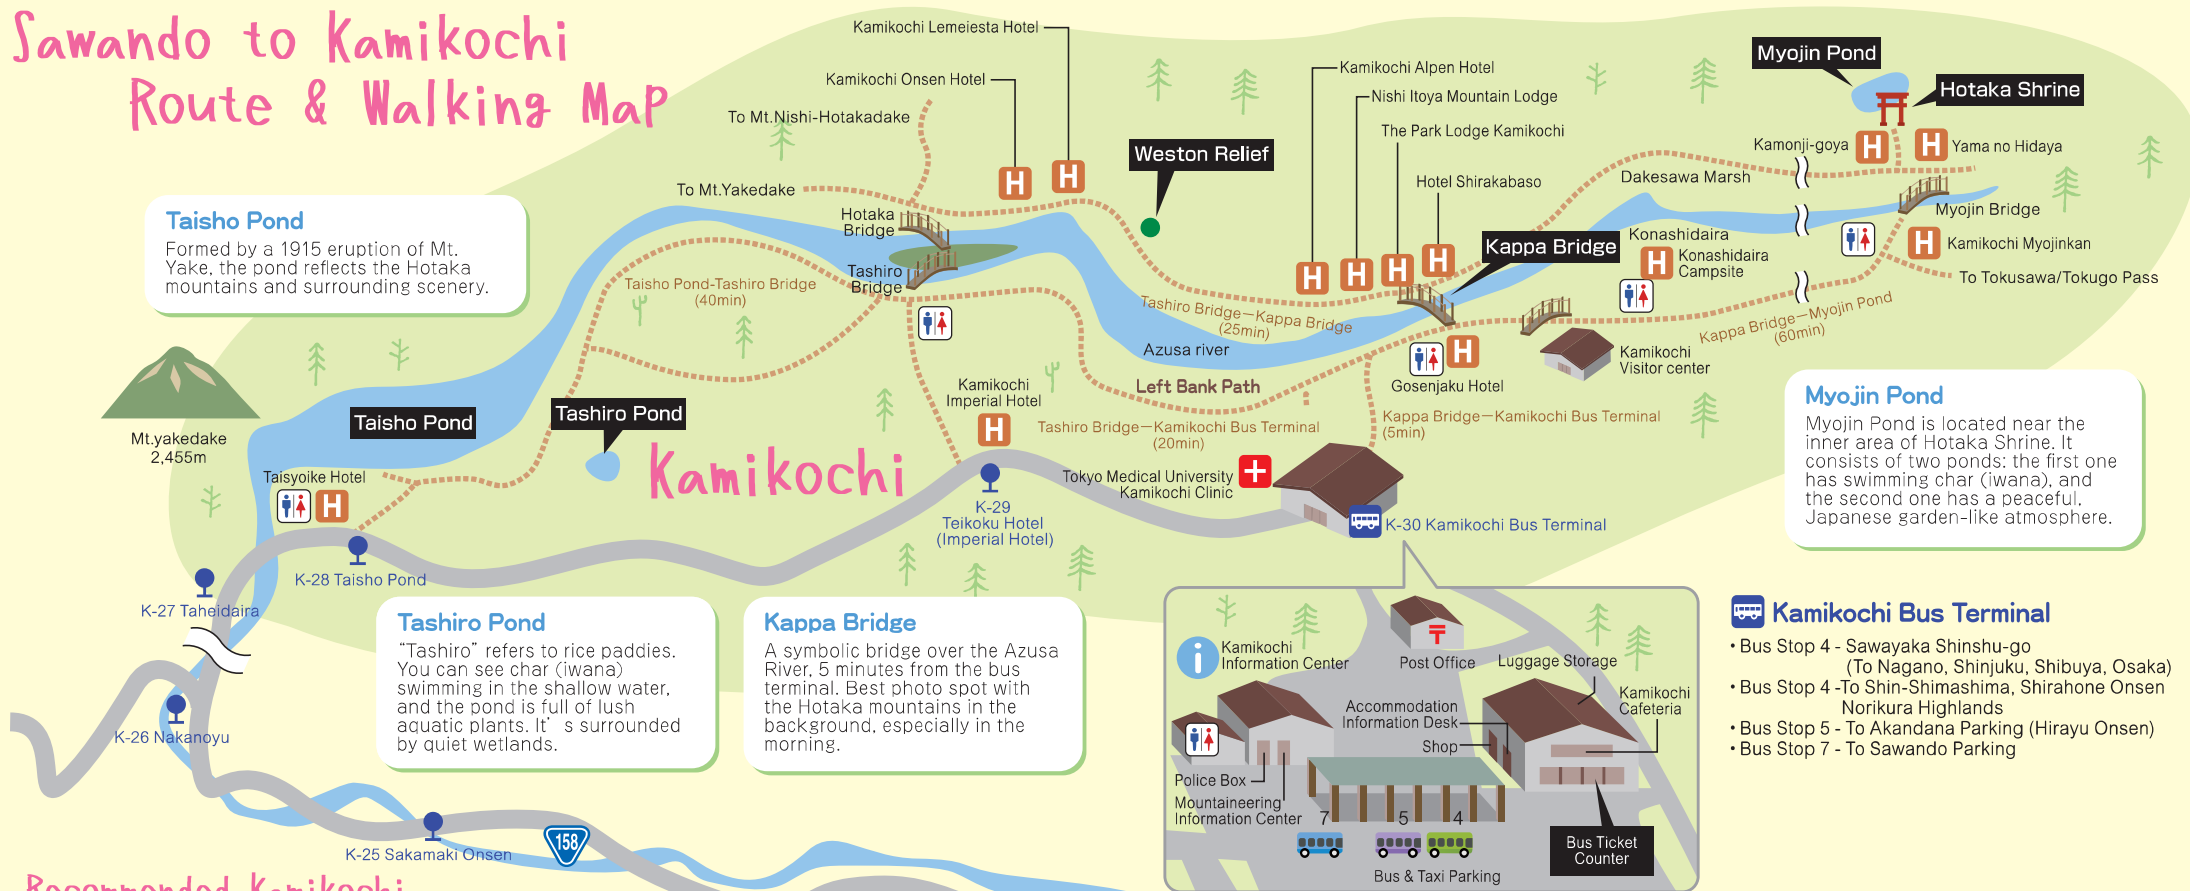 Sawando to Kamikochi
Route & Walking Map
Kamikochi Lemeiesta Hotel
Kamikochi Onsen Hotel
To Mt.Nishi-Hotakadake
To Mt.Yakedake
Hotaka
Bridge
Tashiro
Bridge
Weston Relief
Kamikochi Alpen Hotel
Nishi Itoya Mountain Lodge
The Park Lodge Kamikochi
Hotel Shirakabaso
Kappa Bridge
Myojin Pond
Hotaka Shrine
Kamonji-goya
H
H
Yama no Hidaya
Dakesawa Marsh
Myojin Bridge
Konashidaira
H
Konashidaira
Campsite
H
Kamikochi Myojinkan
To Tokusawa/Tokugo Pass
H
H
H
H
H
H
Taisho Pond
Formed by a 1915 eruption of Mt.
Yake, the pond reflects the Hotaka
mountains and surrounding scenery.
Taisho Pond-Tashiro Bridge
(40min)
Tashiro Bridge—Kappa Bridge
(25min)
Kappa Bridge—Myojin Pond
(60min)
Azusa river
Left Bank Path
H
Gosenjaku Hotel
Kamikochi
Visitor center
Mt.yakedake
2,455m
Taisho Pond
Tashiro Pond
Kamikochi
Kamikochi
Imperial Hotel
H
Tashiro Bridge—Kamikochi Bus Terminal
(20min)
Kappa Bridge—Kamikochi Bus Terminal
(5min)
Taisyoike Hotel
H
Tokyo Medical University
Kamikochi Clinic
K-29
Teikoku Hotel
(Imperial Hotel)
K-30 Kamikochi Bus Terminal
K-28 Taisho Pond
K-27 Taheidaira
K-26 Nakanoyu
K-25 Sakamaki Onsen
158
Myojin Pond
Myojin Pond is located near the
inner area of Hotaka Shrine. It
consists of two ponds: the first one
has swimming char (iwana), and
the second one has a peaceful,
Japanese garden-like atmosphere.
Tashiro Pond
“Tashiro” refers to rice paddies.
You can see char (iwana)
swimming in the shallow water,
and the pond is full of lush
aquatic plants. It’ s surrounded
by quiet wetlands.
Kappa Bridge
A symbolic bridge over the Azusa
River, 5 minutes from the bus
terminal. Best photo spot with
the Hotaka mountains in the
background, especially in the
morning.
i
Kamikochi
Information Center
〒
Post Office
Luggage Storage
Kamikochi
Cafeteria
Accommodation
Information Desk
Shop
Police Box
Mountaineering
Information Center
7
5
4
Bus & Taxi Parking
Bus Ticket
Counter
Kamikochi Bus Terminal
・Bus Stop 4 - Sawayaka Shinshu-go
(To Nagano, Shinjuku, Shibuya, Osaka)
・Bus Stop 4 -To Shin-Shimashima, Shirahone Onsen
Norikura Highlands
・Bus Stop 5 - To Akandana Parking (Hirayu Onsen)
・Bus Stop 7 - To Sawando Parking
Recommended Kamikochi